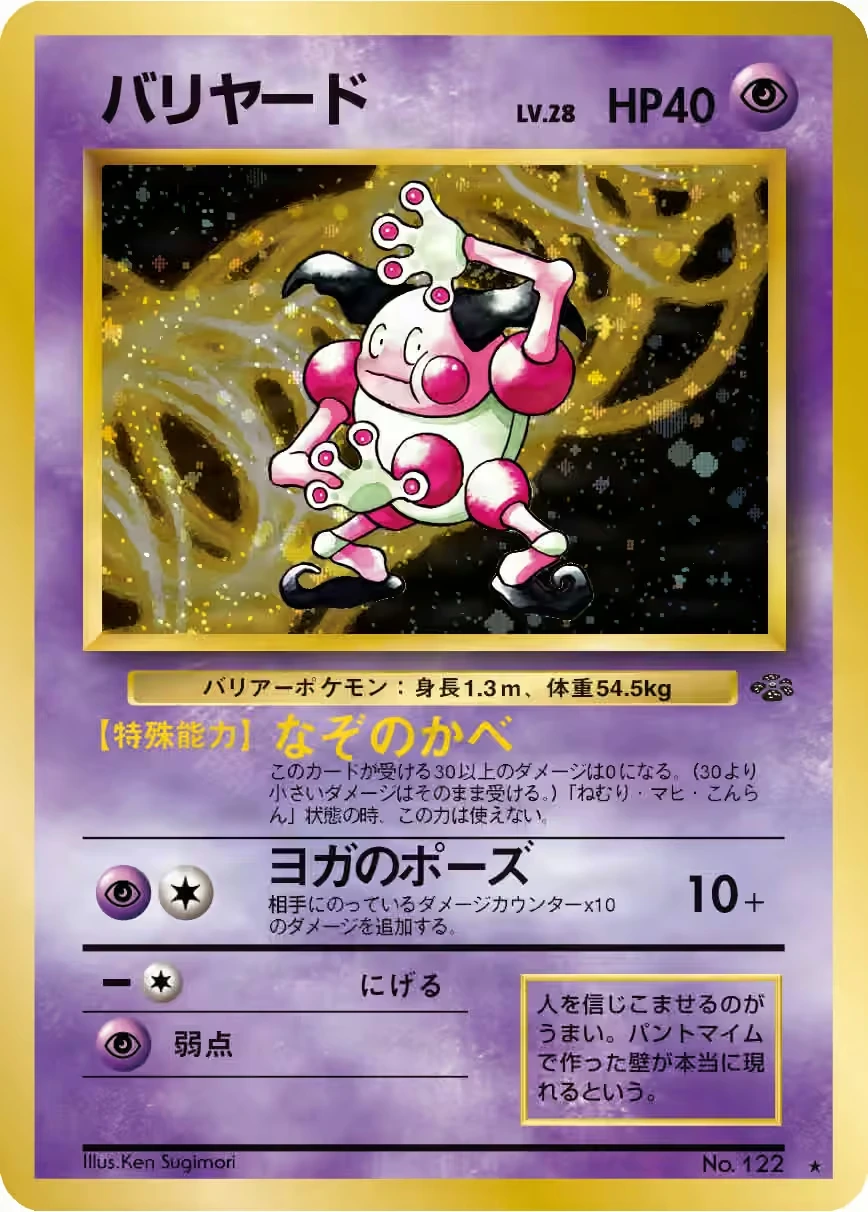 バリヤード LV.28 HP40
バリアーポケモン：身長1.3m、体重54.5kg
【特殊能力】なぞのかべ
このカードが受ける30以上のダメージは0になる。（30より
小さいダメージはそのまま受ける。）「ねむり・マヒ・こんら
ん」状態の時、この力は使えない。
ヨガのポーズ 10+
相手にのっているダメージカウンターx10
のダメージを追加する。
ー にげる
弱点
人を信じこませるのが
うまい。パントマイム
で作った壁が本当に現
れるという。
Illus.Ken Sugimori No. 122 ★